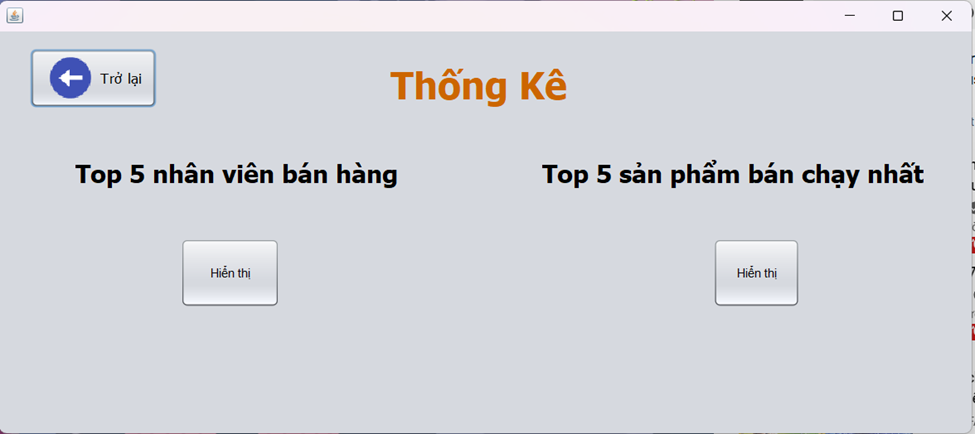 Trở lại
Thống Kê
Top 5 nhân viên bán hàng
Top 5 sản phẩm bán chạy nhất
Hiển thị
Hiển thị